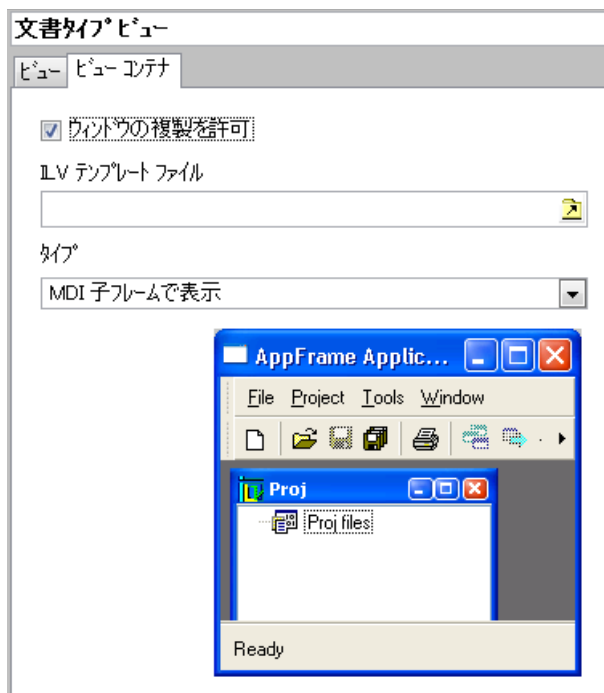 文書タイプ ビュー
ビュー ビュー コンテナ
ウィンドウの複製を許可
ILV テンプレート ファイル
タイプ
MDI 子フレームで表示
AppFrame Applic...
File Project Tools Window
Proj
Proj files
Ready